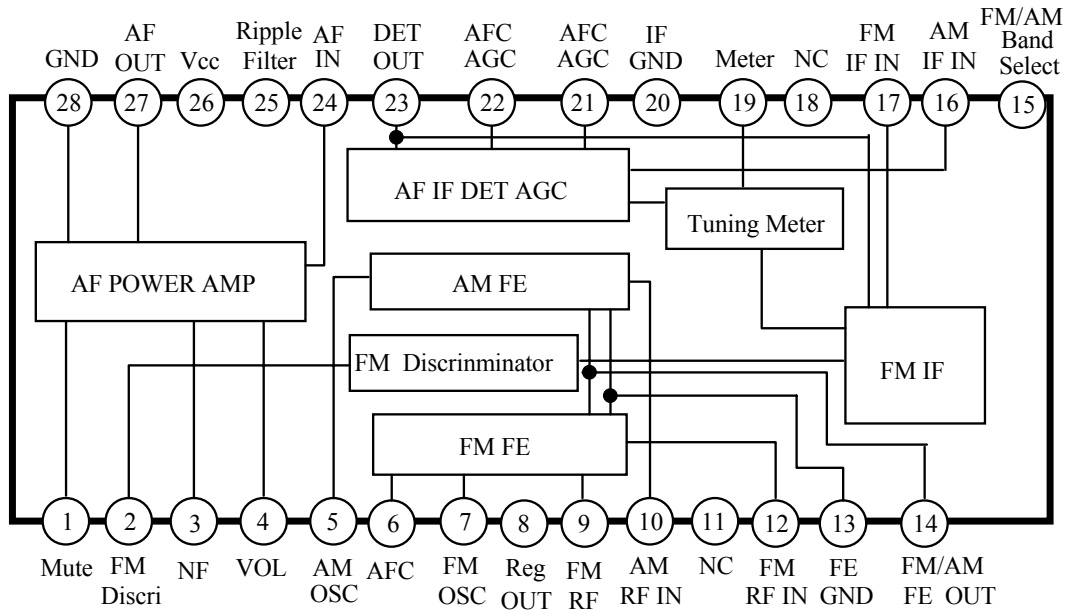 GND
AF
OUT
Vcc
Ripple
Filter
AF
IN
DET
OUT
AFC
AGC
AFC
AGC
IF
GND
Meter
NC
FM
IF IN
AM
IF IN
FM/AM
Band
Select
28
27
26
25
24
23
22
21
20
19
18
17
16
15
AF IF DET AGC
Tuning Meter
AF POWER AMP
AM FE
FM Discrinminator
FM IF
FM FE
1
2
3
4
5
6
7
8
9
10
11
12
13
14
Mute
FM
Discri
NF
VOL
AM
OSC
AFC
FM
OSC
Reg
OUT
FM
RF
AM
RF IN
NC
FM
RF IN
FE
GND
FM/AM
FE OUT